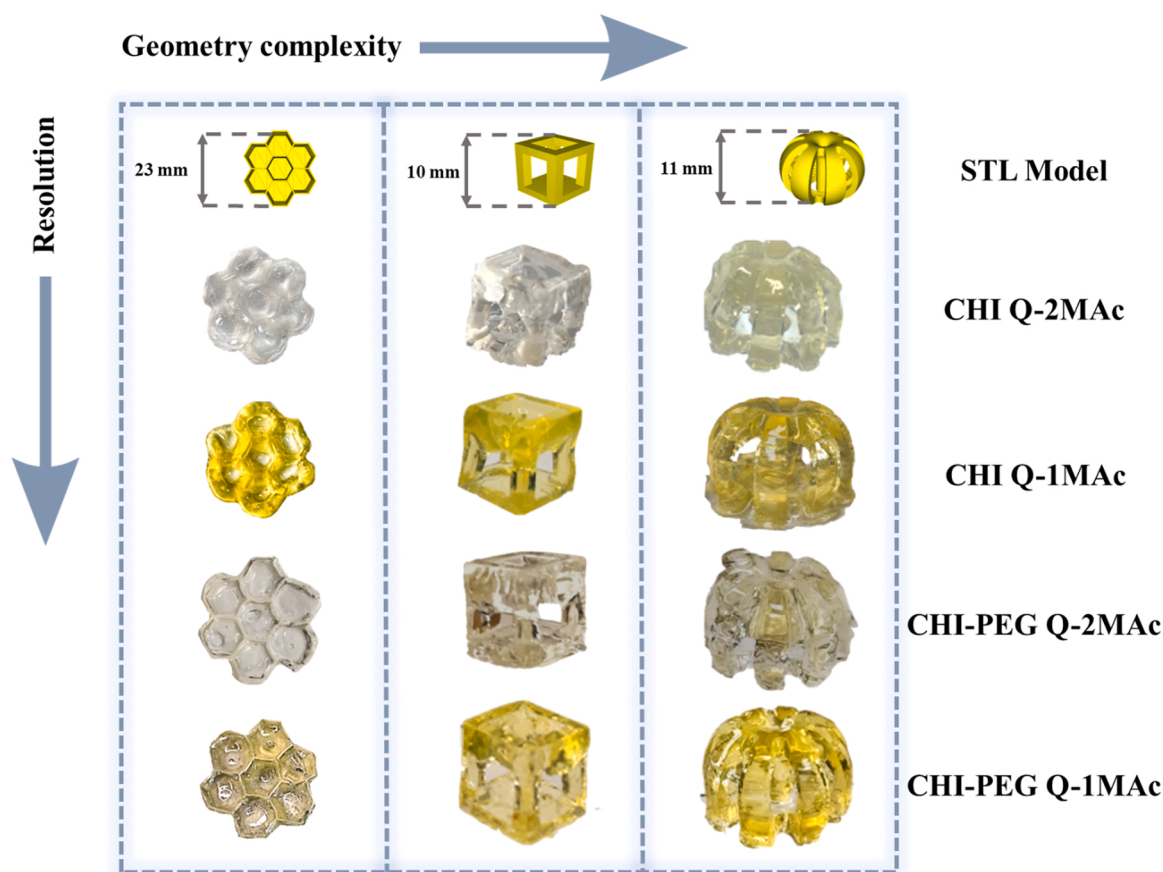 Geometry complexity
Resolution
23 mm
10 mm
11 mm
STL Model
CHI Q-2MAc
CHI Q-1MAc
CHI-PEG Q-2MAc
CHI-PEG Q-1MAc